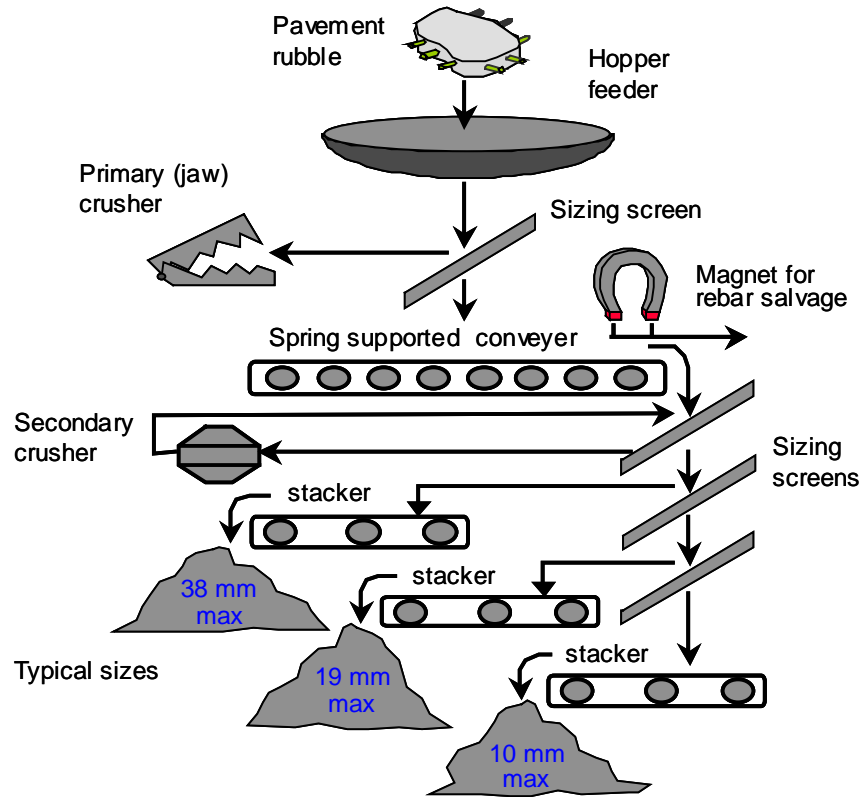 Pavement
rubble
Hopper
feeder
Primary (jaw)
crusher
Sizing screen
Magnet for
rebar salvage
Spring supported conveyer
Secondary
crusher
Sizing
screens
stacker
38 mm
max
stacker
Typical sizes
19 mm
max
stacker
10 mm
max